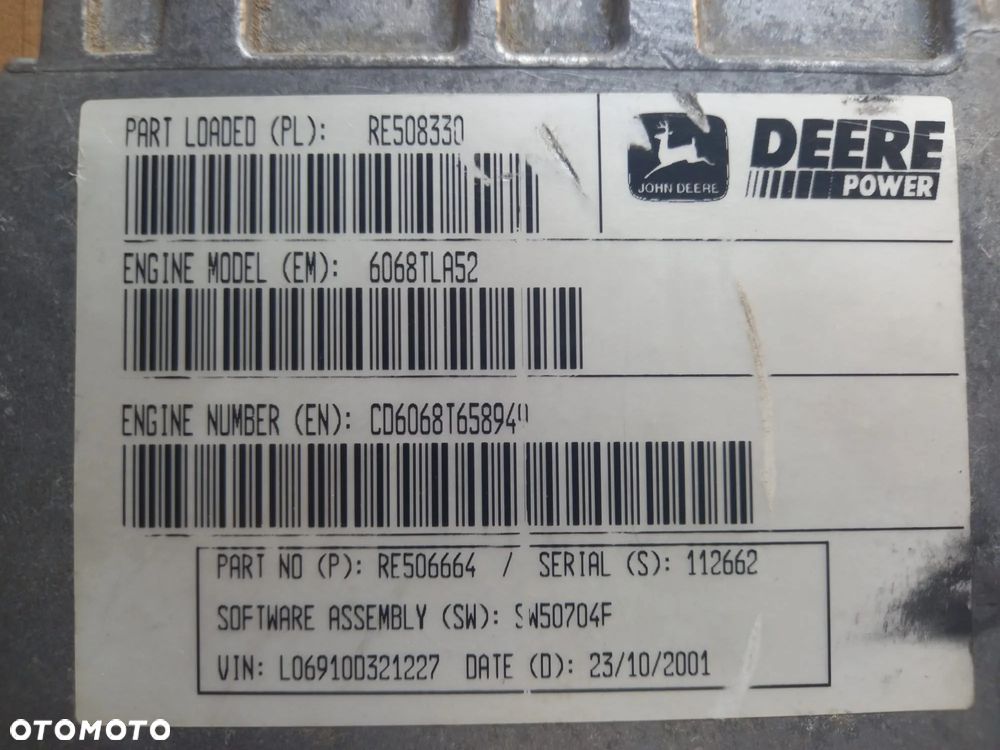 PART LOADED (PL): RE508330
JOHN DEERE
DEERE
POWER
ENGINE MODEL (EM): 6068TLA52
ENGINE NUMBER (EN): CD6068T658940
PART NO (P): RE506664 / SERIAL (S): 112662
SOFTWARE ASSEMBLY (SW): SW50704F
VIN: L06910D321227 DATE (D): 23/10/2001
OTOMOTO